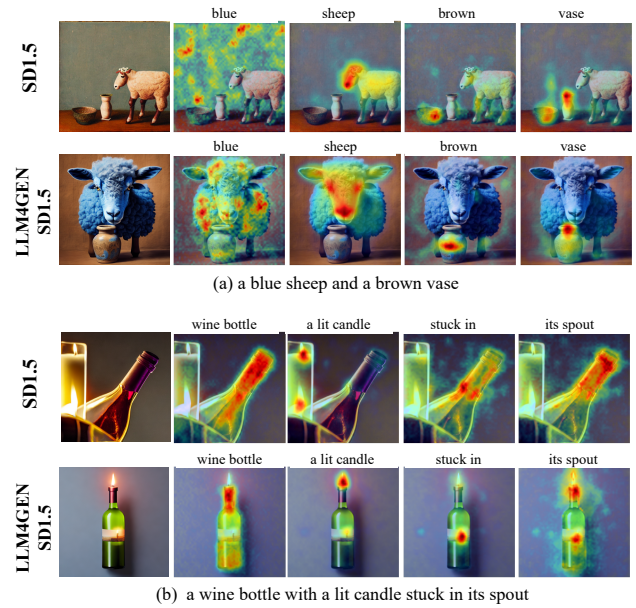 blue sheep brown vase
SD1.5
blue sheep brown vase
LLM4GEN
SD1.5
(a) a blue sheep and a brown vase
wine bottle a lit candle stuck in its spout
SD1.5
wine bottle a lit candle stuck in its spout
LLM4GEN
SD1.5
(b) a wine bottle with a lit candle stuck in its spout